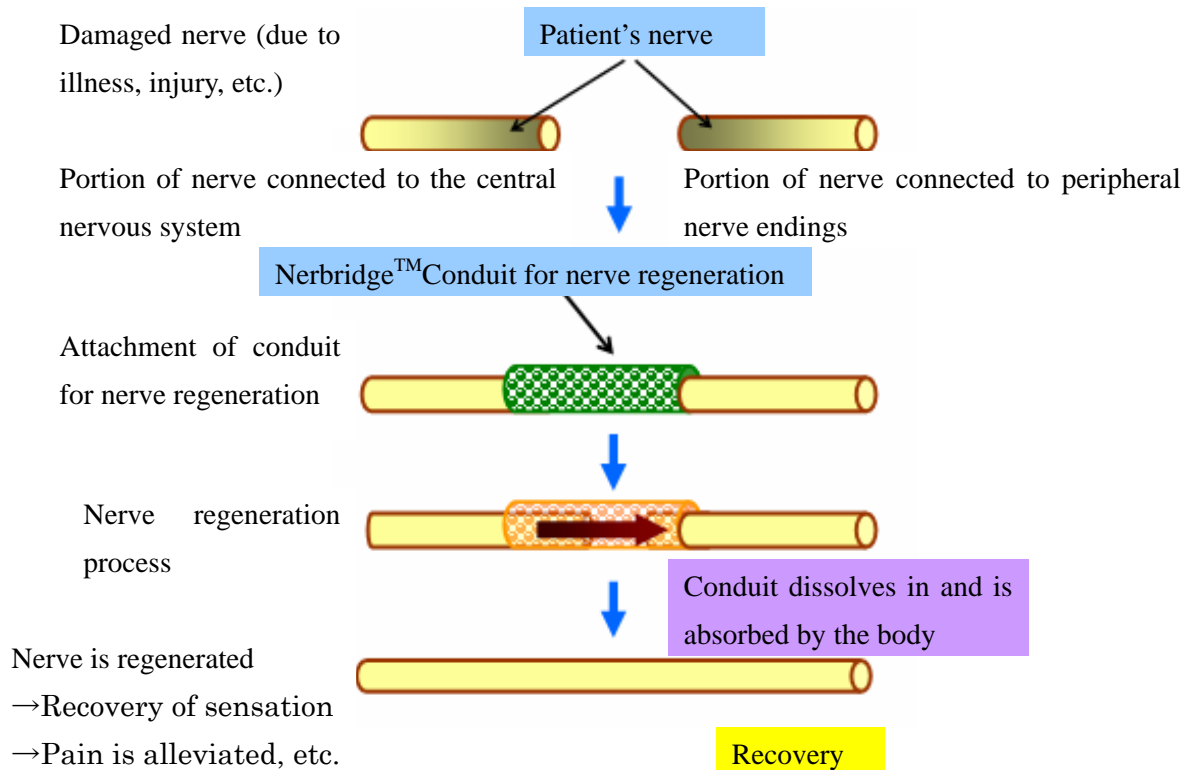 Damaged nerve (due to
illness, injury, etc.)
Patient's nerve
Portion of nerve connected to the central
nervous system
Portion of nerve connected to peripheral
nerve endings
Nerbridge™Conduit for nerve regeneration
Attachment of conduit
for nerve regeneration
Nerve regeneration
process
Conduit dissolves in and is
absorbed by the body
Nerve is regenerated
→Recovery of sensation
→Pain is alleviated, etc.
Recovery